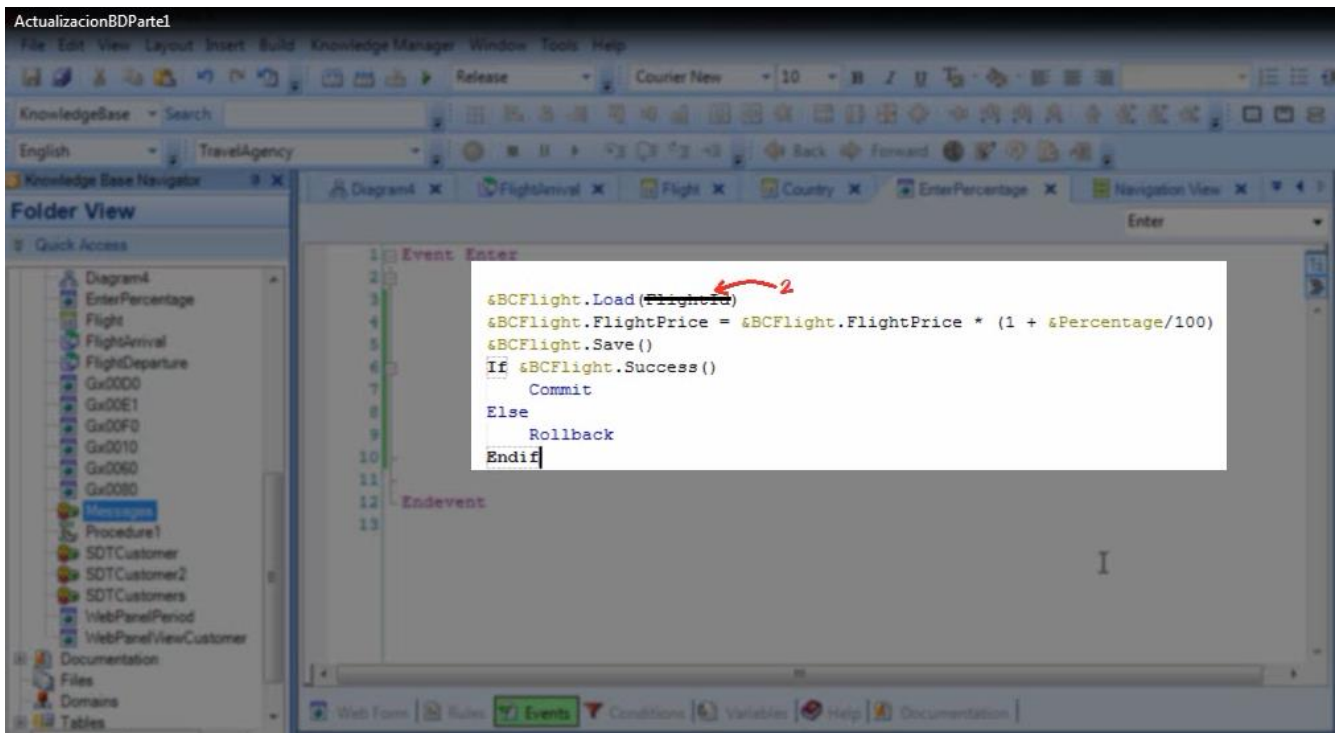 ActualizacionBDParte1
File Edit View Layout Insert Build Knowledge Manager Window Tools Help
Release Courier New 10 B I U
KnowledgeBase Search
English TravelAgency Back Forward
Knowledge Base Navigator
Diagram4 FlightArrival Flight Country EnterPercentage Navigation View
Folder View
Enter
Quick Access
Diagram4
EnterPercentage
Flight
FlightArrival
FlightDeparture
Gx00D0
Gx00E1
Gx00F0
Gx0010
Gx0060
Gx0080
Messages
Procedure1
SDTCustomer
SDTCustomer2
SDTCustomers
WebPanelPeriod
WebPanelViewCustomer
Documentation
Files
Domains
Tables
1 Event Enter
2
2
3 &BCFlight.Load(FlightId)
4 &BCFlight.FlightPrice = &BCFlight.FlightPrice * (1 + &Percentage/100)
5 &BCFlight.Save()
6 If &BCFlight.Success()
7 Commit
8 Else
9 Rollback
10 Endif
11
12 Endevent
13
Web Form Rules Events Conditions Variables Help Documentation